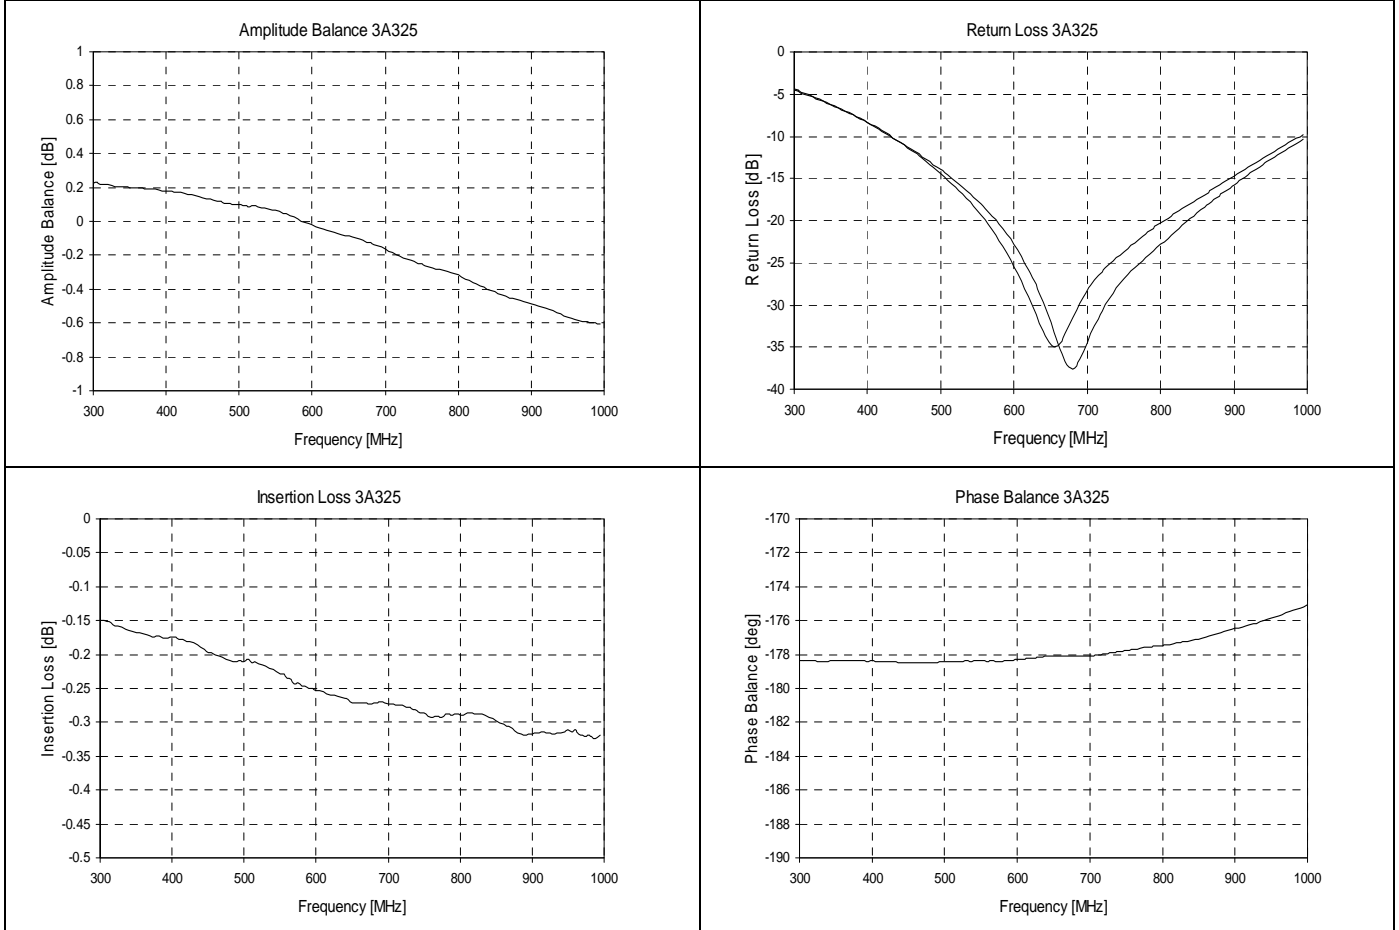 Amplitude Balance 3A325
1
0.8
0.6
0.4
0.2
0
-0.2
-0.4
-0.6
-0.8
-1
Amplitude Balance [dB]
300 400 500 600 700 800 900 1000
Frequency [MHz]
Return Loss 3A325
0
-5
-10
-15
-20
-25
-30
-35
-40
Return Loss [dB]
300 400 500 600 700 800 900 1000
Frequency [MHz]
Insertion Loss 3A325
0
-0.05
-0.1
-0.15
-0.2
-0.25
-0.3
-0.35
-0.4
-0.45
-0.5
Insertion Loss [dB]
300 400 500 600 700 800 900 1000
Frequency [MHz]
Phase Balance 3A325
-170
-172
-174
-176
-178
-180
-182
-184
-186
-188
-190
Phase Balance [deg]
300 400 500 600 700 800 900 1000
Frequency [MHz]